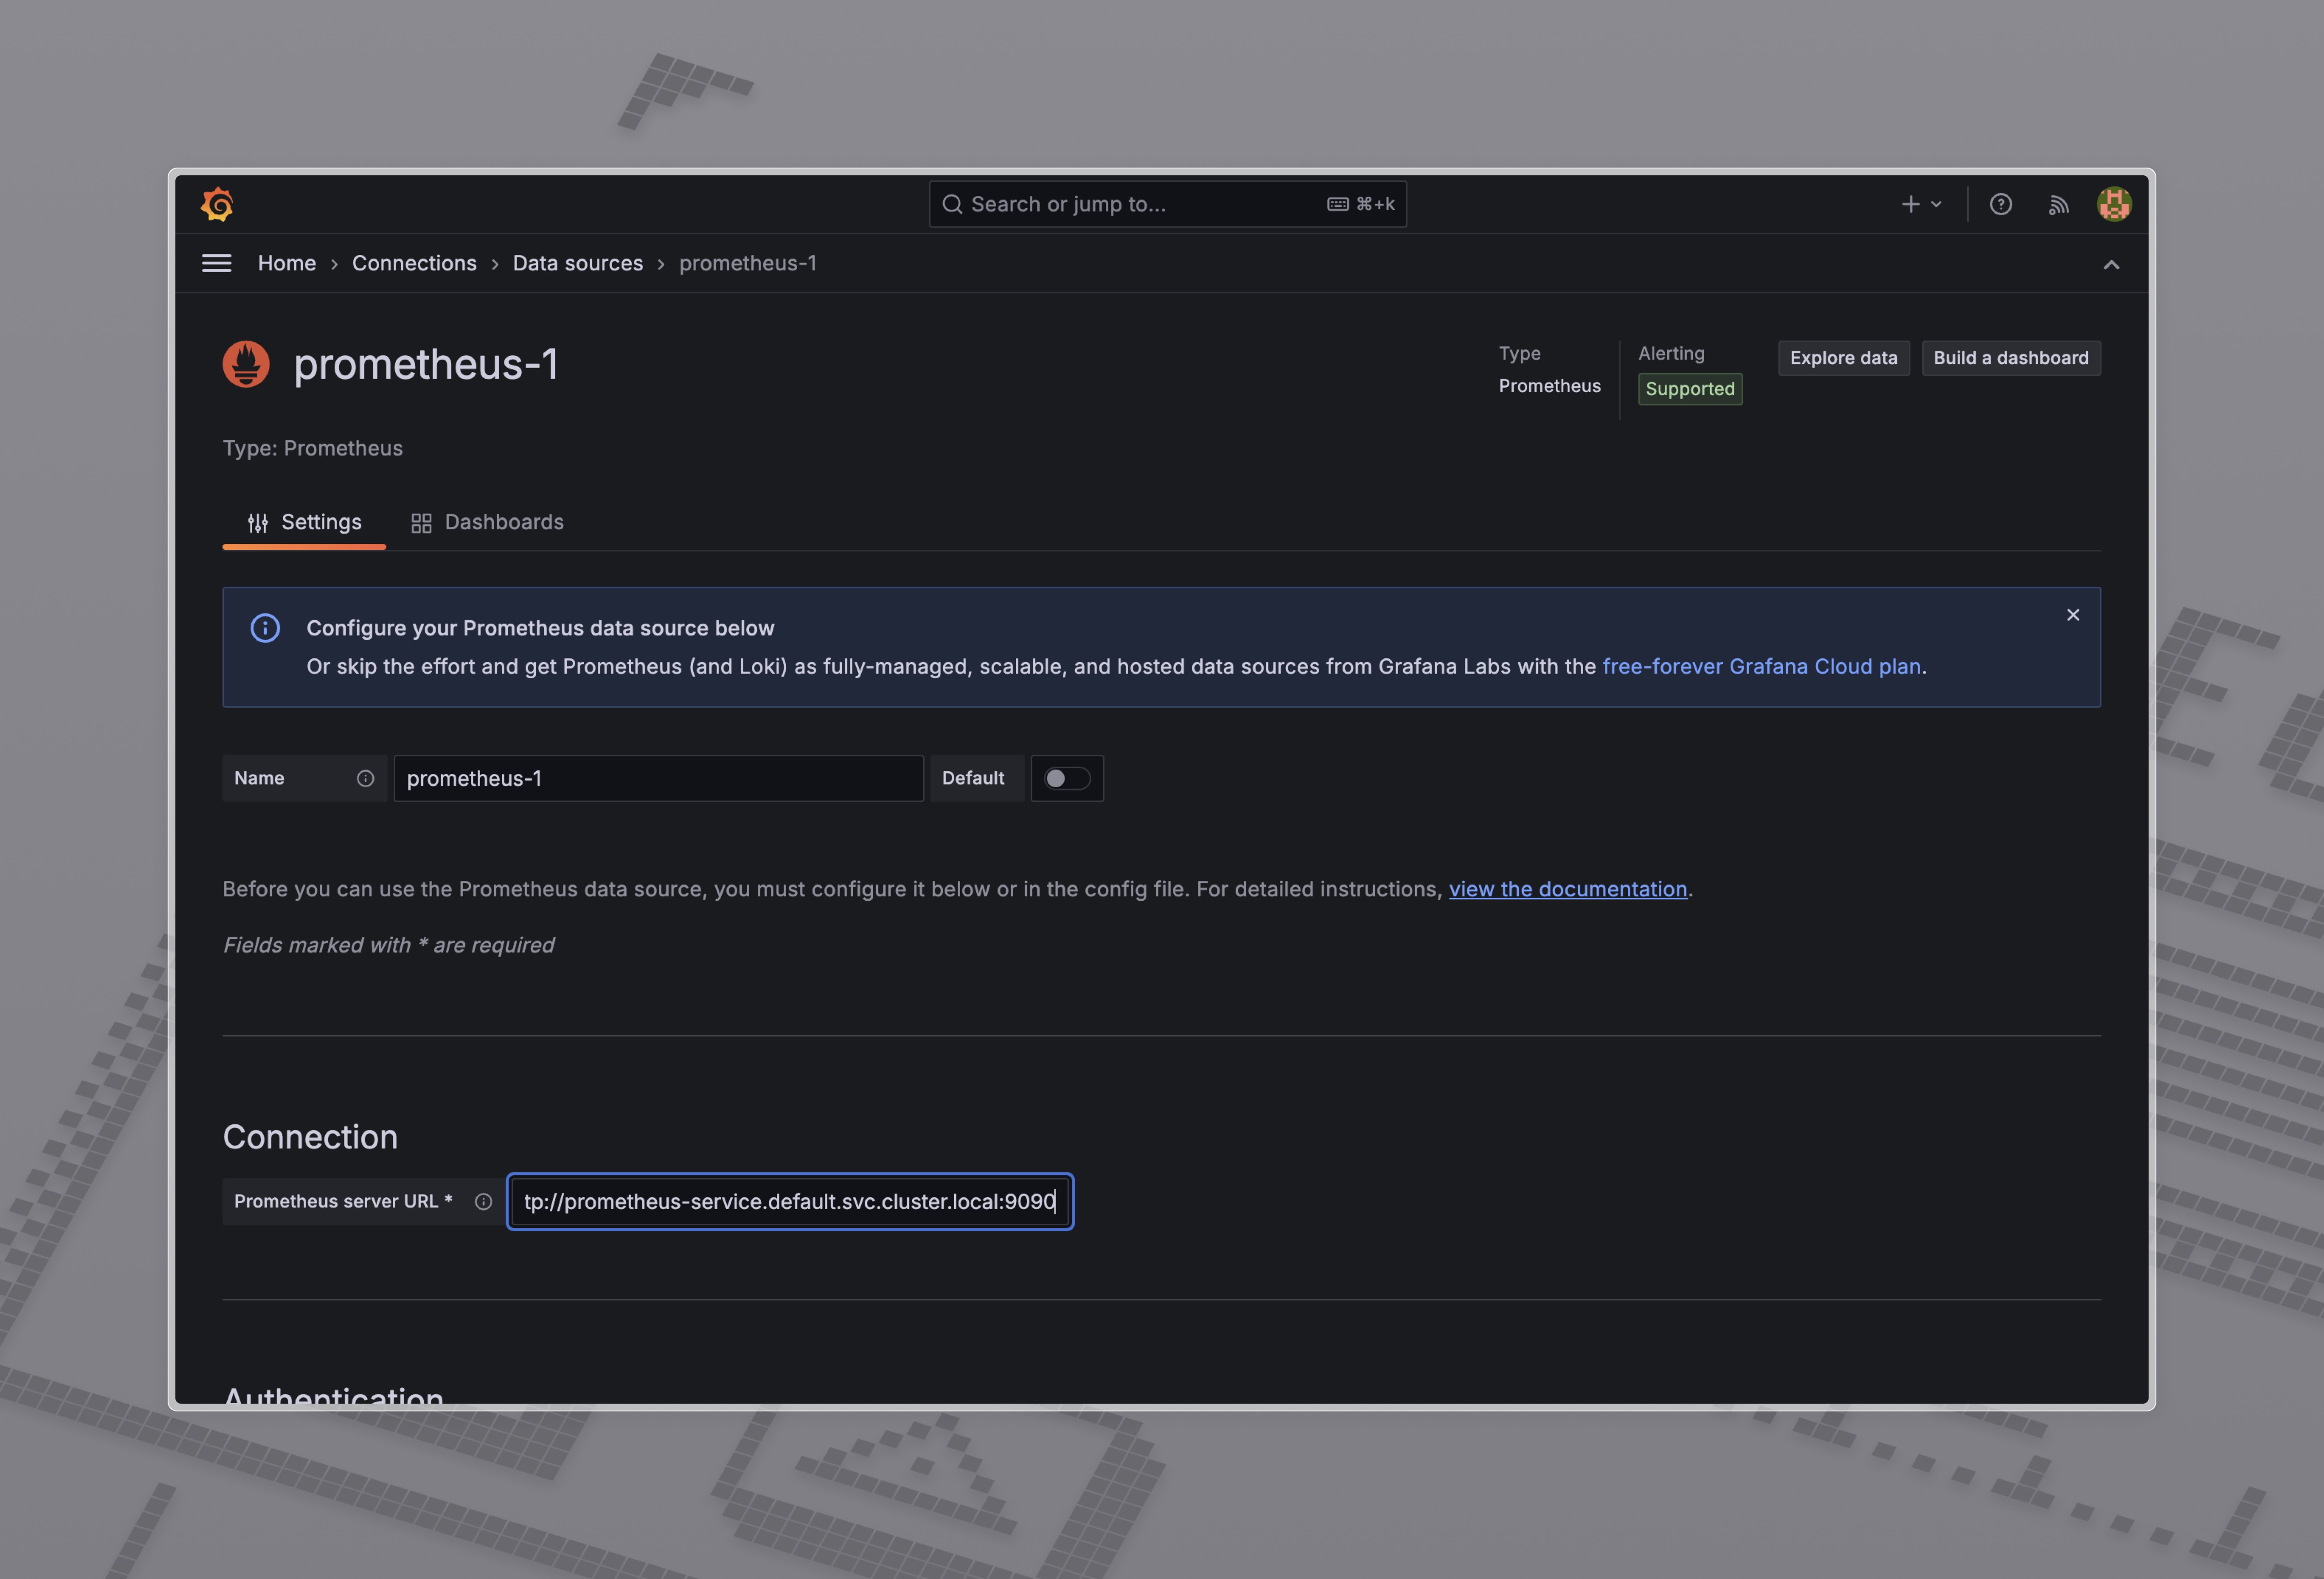 Search or jump to... ⌘+k
Home › Connections › Data sources › prometheus-1
prometheus-1
Type
Prometheus
Alerting
Supported
Explore data
Build a dashboard
Type: Prometheus
Settings
Dashboards
Configure your Prometheus data source below
Or skip the effort and get Prometheus (and Loki) as fully-managed, scalable, and hosted data sources from Grafana Labs with the free-forever Grafana Cloud plan.
Name prometheus-1 Default
Before you can use the Prometheus data source, you must configure it below or in the config file. For detailed instructions, view the documentation.
Fields marked with * are required
Connection
Prometheus server URL * tp://prometheus-service.default.svc.cluster.local:9090
Authentication